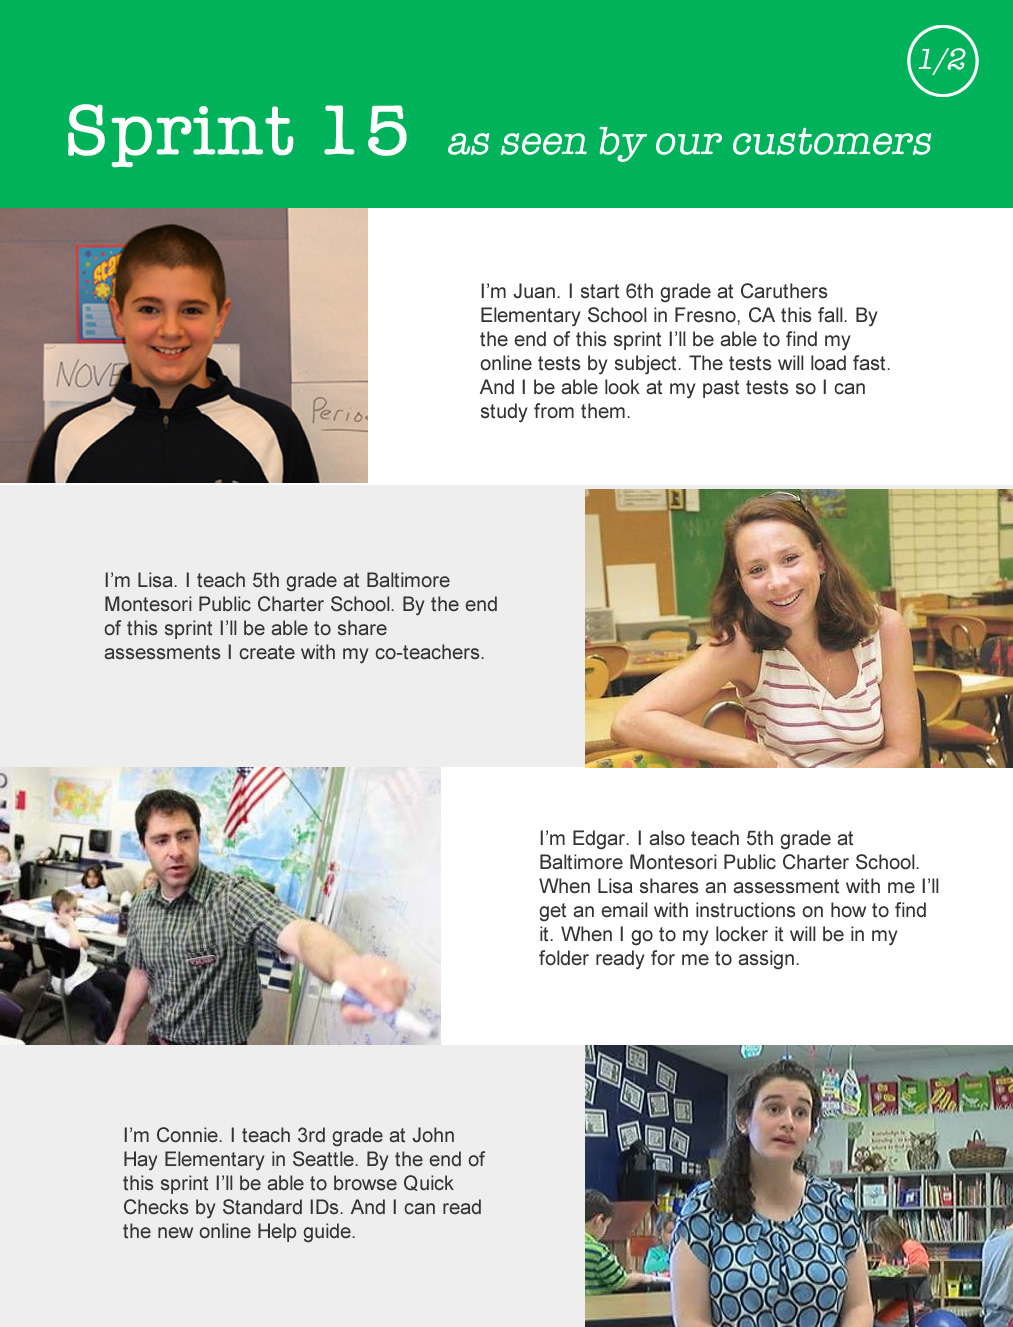 1/2
Sprint 15 as seen by our customers
NOVE
Perio
I'm Juan. I start 6th grade at Caruthers
Elementary School in Fresno, CA this fall. By
the end of this sprint I'll be able to find my
online tests by subject. The tests will load fast.
And I be able look at my past tests so I can
study from them.
I'm Lisa. I teach 5th grade at Baltimore
Montesori Public Charter School. By the end
of this sprint I'll be able to share
assessments I create with my co-teachers.
I'm Edgar. I also teach 5th grade at
Baltimore Montesori Public Charter School.
When Lisa shares an assessment with me I'll
get an email with instructions on how to find
it. When I go to my locker it will be in my
folder ready for me to assign.
I'm Connie. I teach 3rd grade at John
Hay Elementary in Seattle. By the end of
this sprint I'll be able to browse Quick
Checks by Standard IDs. And I can read
the new online Help guide.